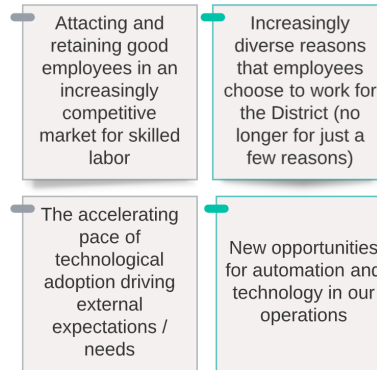 Attacting and
retaining good
employees in an
increasingly
competitive
market for skilled
labor
Increasingly
diverse reasons
that employees
choose to work for
the District (no
longer for just a
few reasons)
The accelerating
pace of
technological
adoption driving
external
expectations /
needs
New opportunities
for automation and
technology in our
operations